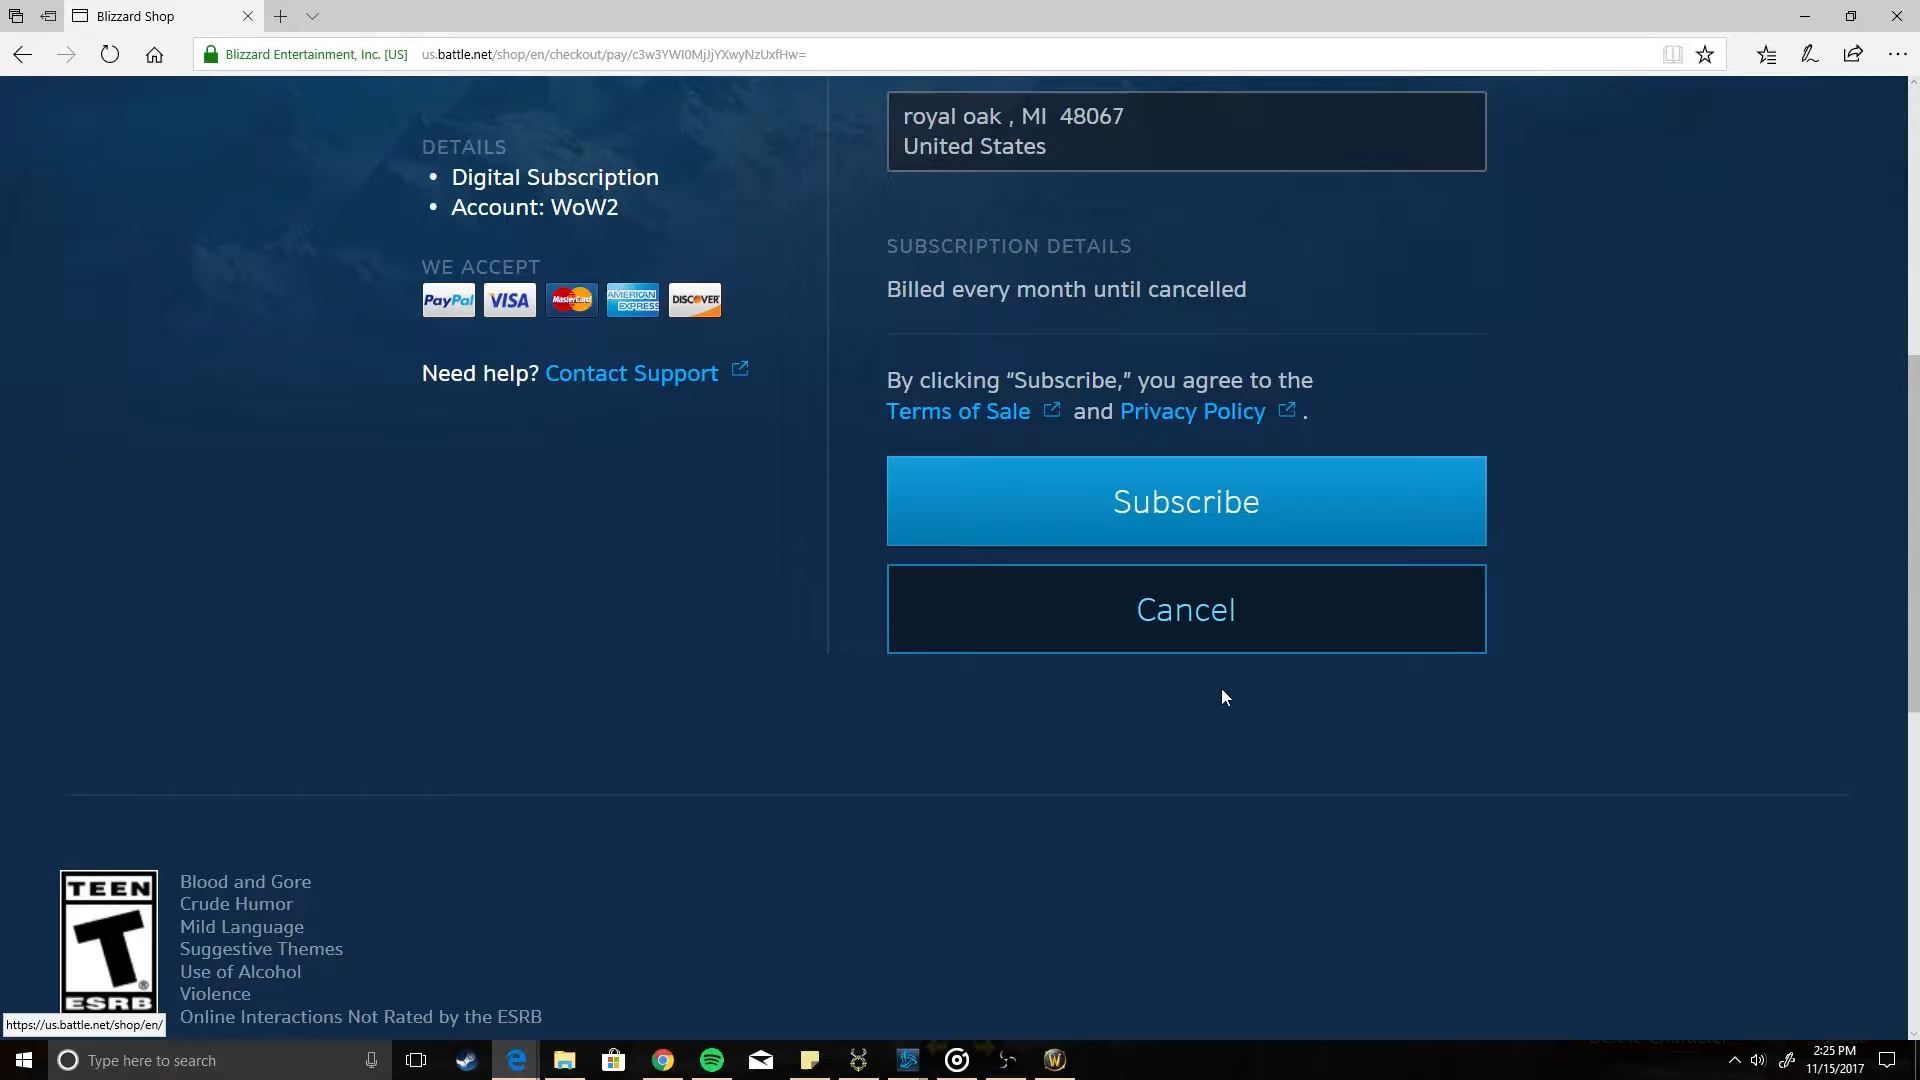 Blizzard Shop
Blizzard Entertainment, Inc. [US] us.battle.net/shop/en/checkout/pay/c3w3YWI0MjJjYXwyNzUxfHw=
royal oak , MI 48067
United States
DETAILS
• Digital Subscription
• Account: WoW2
WE ACCEPT
PayPal VISA MasterCard AMERICAN EXPRESS DISCOVER
Need help? Contact Support
SUBSCRIPTION DETAILS
Billed every month until cancelled
By clicking “Subscribe,” you agree to the
Terms of Sale and Privacy Policy .
Subscribe
Cancel
TEEN
T
ESRB
Blood and Gore
Crude Humor
Mild Language
Suggestive Themes
Use of Alcohol
Violence
Online Interactions Not Rated by the ESRB
https://us.battle.net/shop/en/
Type here to search
2:25 PM
11/15/2017